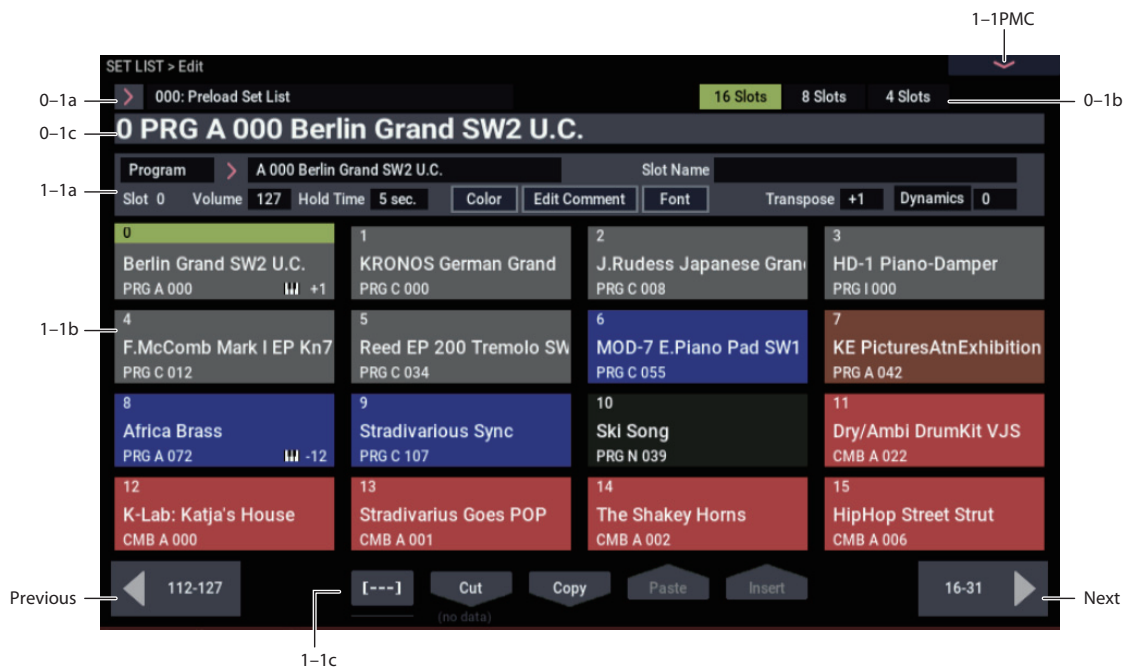 1–1PMC
SET LIST > Edit
0–1a
000: Preload Set List
16 Slots
8 Slots
4 Slots
0–1b
0–1c
0 PRG A 000 Berlin Grand SW2 U.C.
1–1a
Program
A 000 Berlin Grand SW2 U.C.
Slot Name
Slot 0
Volume 127
Hold Time 5 sec.
Color
Edit Comment
Font
Transpose +1
Dynamics 0
1–1b
0
Berlin Grand SW2 U.C.
PRG A 000
+1
1
KRONOS German Grand
PRG C 000
2
J.Rudess Japanese Gran
PRG C 008
3
HD-1 Piano-Damper
PRG I 000
4
F.McComb Mark I EP Kn7
PRG C 012
5
Reed EP 200 Tremolo SW
PRG C 034
6
MOD-7 E.Piano Pad SW1
PRG C 055
7
KE PicturesAtnExhibition
PRG A 042
8
Africa Brass
PRG A 072
-12
9
Stradivarious Sync
PRG C 107
10
Ski Song
PRG N 039
11
Dry/Ambi DrumKit VJS
CMB A 022
12
K-Lab: Katja's House
CMB A 000
13
Stradivarius Goes POP
CMB A 001
14
The Shakey Horns
CMB A 002
15
HipHop Street Strut
CMB A 006
Previous
112-127
[---]
Cut
Copy
Paste
Insert
16-31
Next
(no data)
1–1c